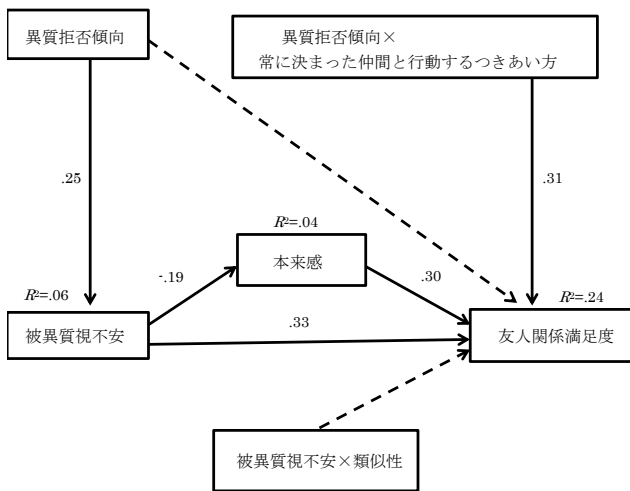 異質拒否傾向
異質拒否傾向×
常に決まった仲間と行動するつきあい方
.25
.31
R²=.04
本来感
-.19
.30
R²=.06
R²=.24
被異質視不安
.33
友人関係満足度
被異質視不安×類似性